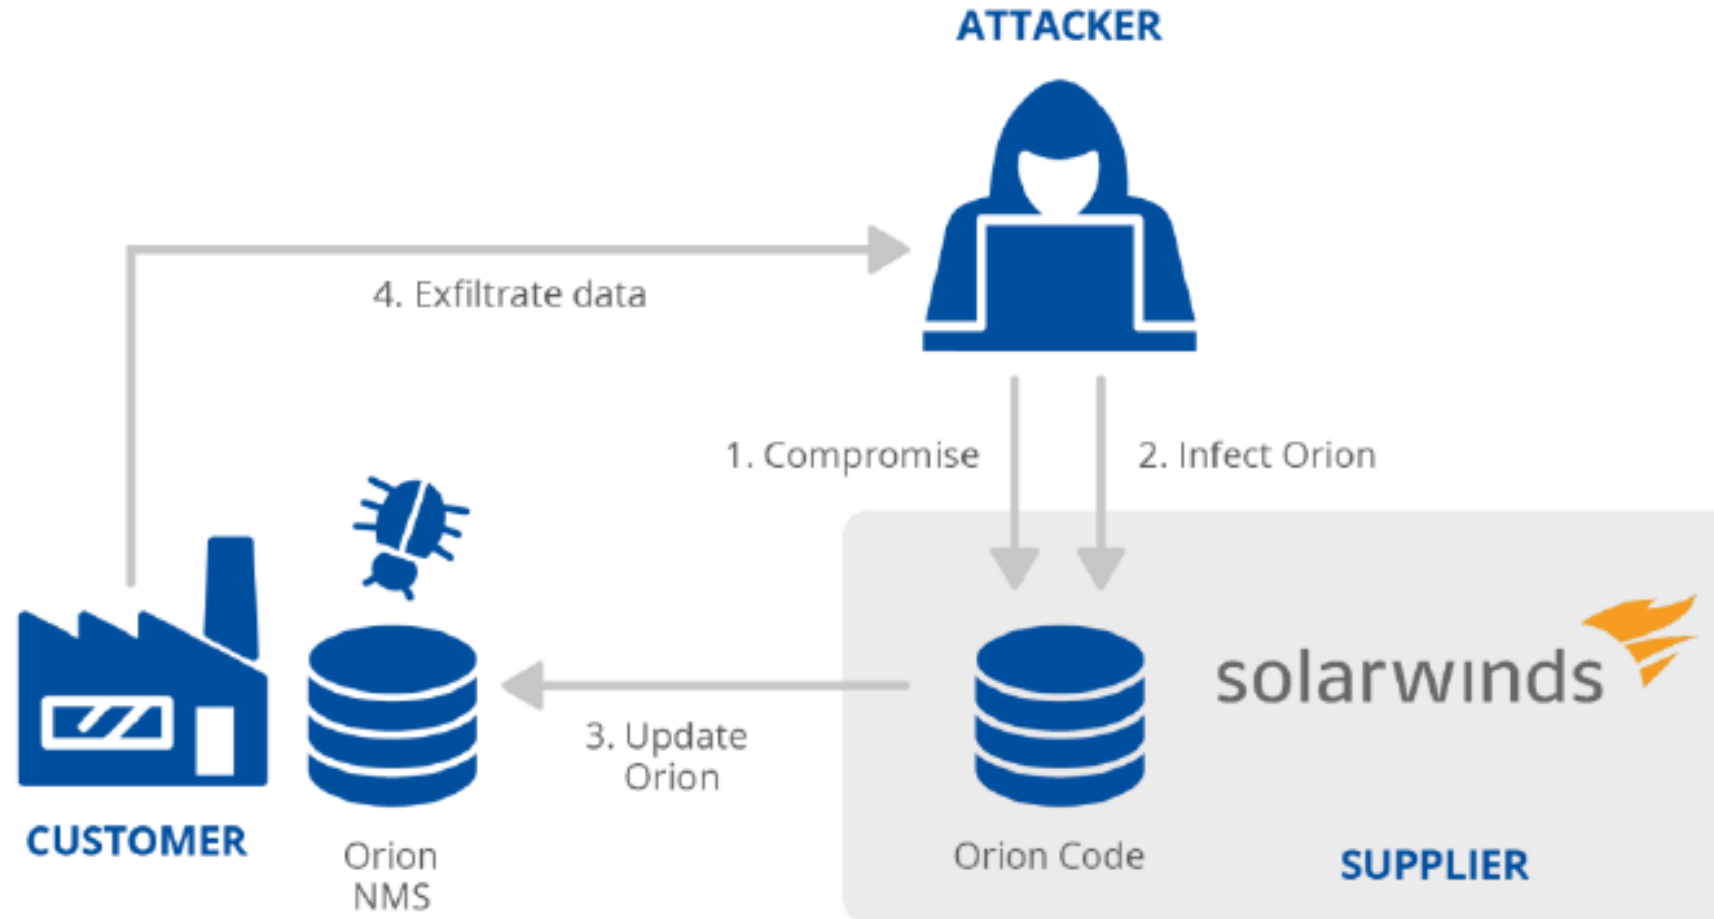 ATTACKER
4. Exfiltrate data
1. Compromise
2. Infect Orion
solarwinds
3. Update
Orion
CUSTOMER
Orion
NMS
Orion Code
SUPPLIER